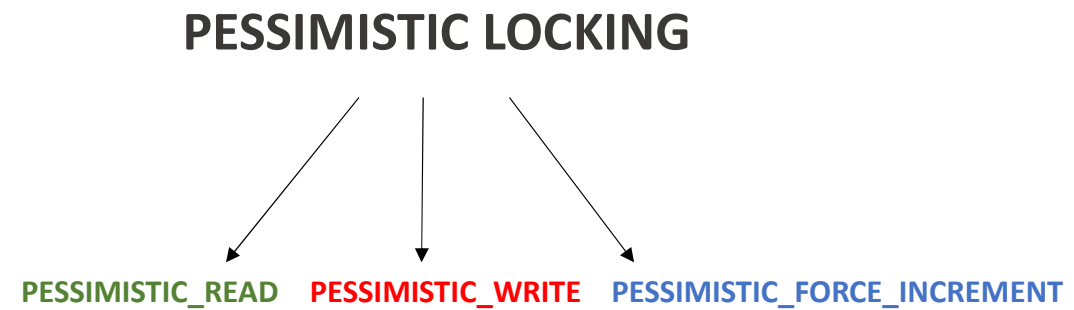 PESSIMISTIC LOCKING
PESSIMISTIC_READ PESSIMISTIC_WRITE PESSIMISTIC_FORCE_INCREMENT